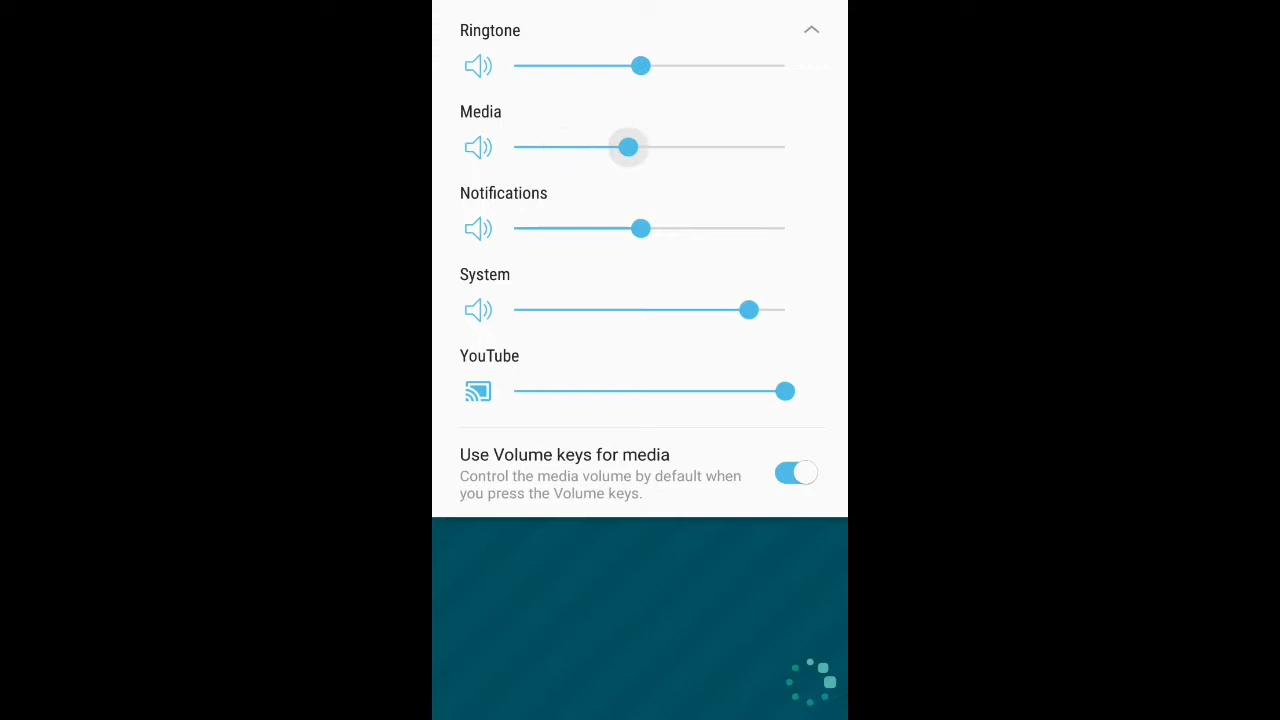 Ringtone
Media
Notifications
System
YouTube
Use Volume keys for media
Control the media volume by default when
you press the Volume keys.